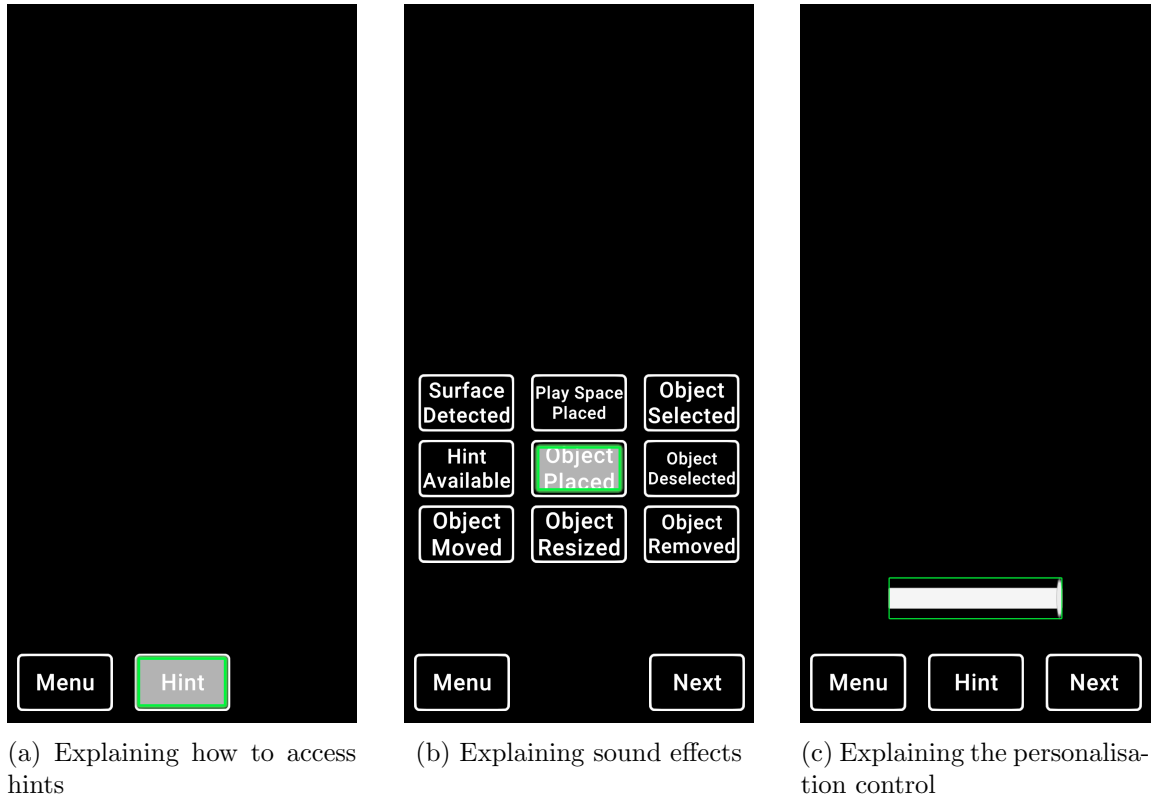 Menu
Hint
Surface
Detected
Play Space
Placed
Object
Selected
Hint
Available
Object
Placed
Object
Deselected
Object
Moved
Object
Resized
Object
Removed
Menu
Next
Menu
Hint
Next
(a) Explaining how to access
hints
(b) Explaining sound effects
(c) Explaining the personalisa-
tion control